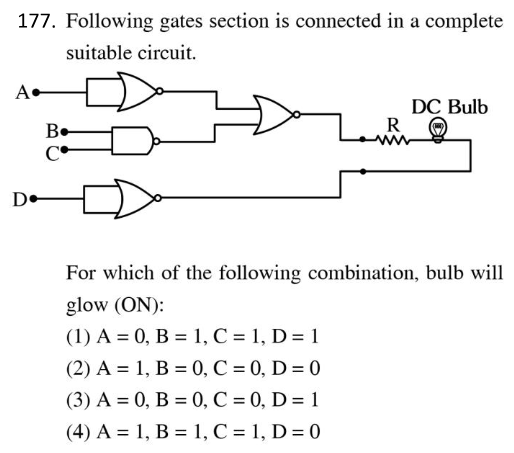 177. Following gates section is connected in a complete
suitable circuit.
A
B
C
D
R
DC Bulb
For which of the following combination, bulb will
glow (ON):
(1) A = 0, B = 1, C = 1, D = 1
(2) A = 1, B = 0, C = 0, D = 0
(3) A = 0, B = 0, C = 0, D = 1
(4) A = 1, B = 1, C = 1, D = 0